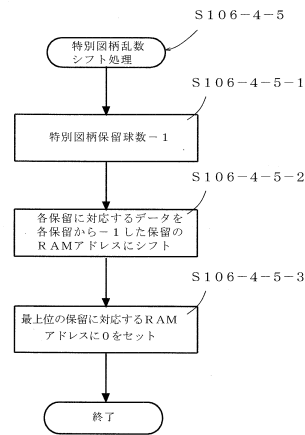 S106-4-5
特別図柄乱数
シフト処理
S106-4-5-1
特別図柄保留球数-1
S106-4-5-2
各保留に対応するデータを
各保留から-1した保留の
RAMアドレスにシフト
S106-4-5-3
最上位の保留に対応するRAM
アドレスに0をセット
終了